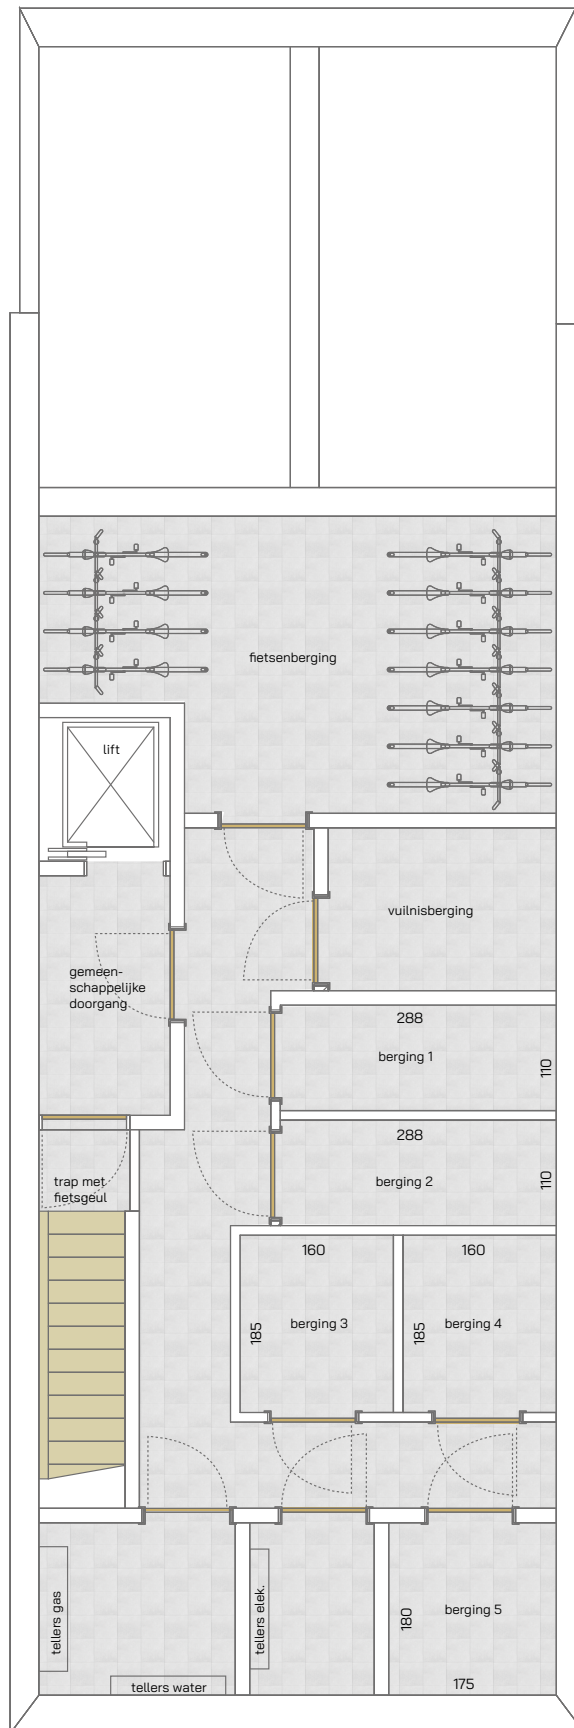 fietsenberging
lift
vuilnisberging
gemeen-
schappelijke
doorgang
288
berging 1
110
288
berging 2
110
trap met
fietsgeul
160
160
185
berging 3
185
berging 4
tellers gas
tellers elek.
180
berging 5
175
tellers water